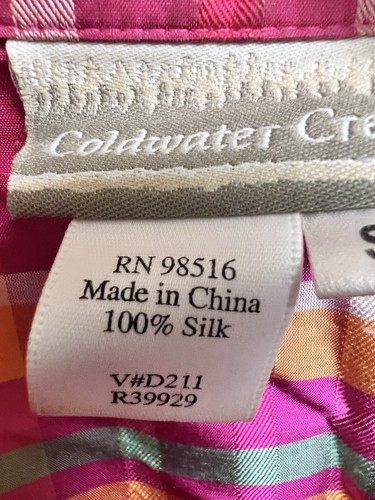 Coldwater Cre
S
RN 98516
Made in China
100% Silk
V#D211
R39929